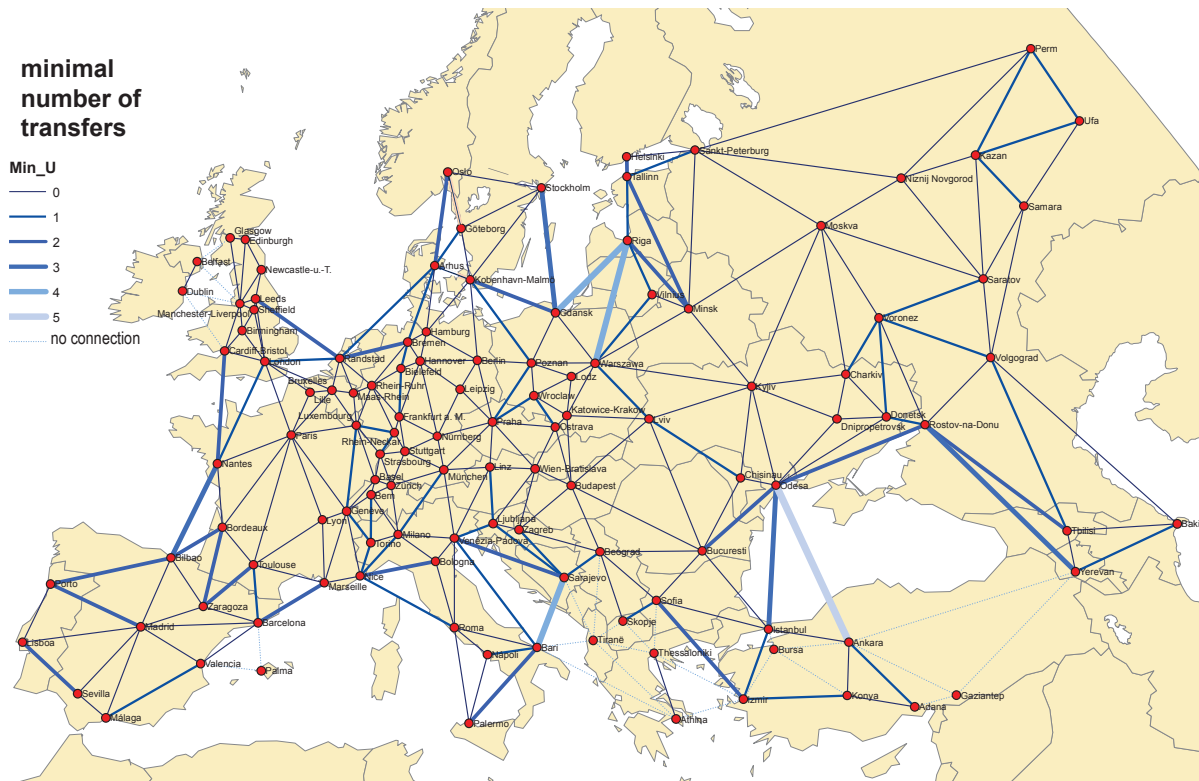 minimal
number of
transfers
Min_U
0
1
2
3
4
5
no connection
Perm
Ufa
Kazan
Helsinki
Sankt-Peterburg
Tallinn
Niznij Novgorod
Oslo
Stockholm
Samara
Moskva
Göteborg
Glasgow
Edinburgh
Riga
Belfast
Newcastle-u.-T.
Arhus
Kobenhavn-Malmö
Saratov
Dublin
Leeds
Vilnius
Minsk
Manchester-Liverpool
Sheffield
Gdansk
Voronez
Birmingham
Hamburg
Bremen
Cardiff-Bristol
London
Randstad
Hannover
Berlin
Poznan
Warszawa
Volgograd
Bielefeld
Lodz
Charkiv
Kyjiv
Bruxelles
Rhein-Ruhr
Leipzig
Lille
Maas-Rhein
Wroclaw
Luxembourg
Frankfurt a. M.
Katowice-Kraków
Donetsk
Praha
Ostrava
Lviv
Dnipropetrovsk
Rostov-na-Donu
Paris
Rhein-Neckar
Nürnberg
Stuttgart
Strasbourg
Nantes
München
Linz
Wien-Bratislava
Basel
Zürich
Budapest
Chisinau
Odesa
Bern
Genève
Lyon
Bordeaux
Ljubljana
Zagreb
Baki
Milano
Venézia-Pádova
Tbilisi
Torino
Beograd
Bucuresti
Bilbao
Toulouse
Bologna
Yerevan
Nice
Marseille
Sarajevo
Porto
Zaragoza
Sofia
Skopje
Madrid
Barcelona
Roma
Istanbul
Lisboa
Tiranë
Ankara
Bari
Bursa
Napoli
Thessaloniki
Valencia
Palma
Sevilla
Izmir
Konya
Gaziantep
Adana
Málaga
Palermo
Athina